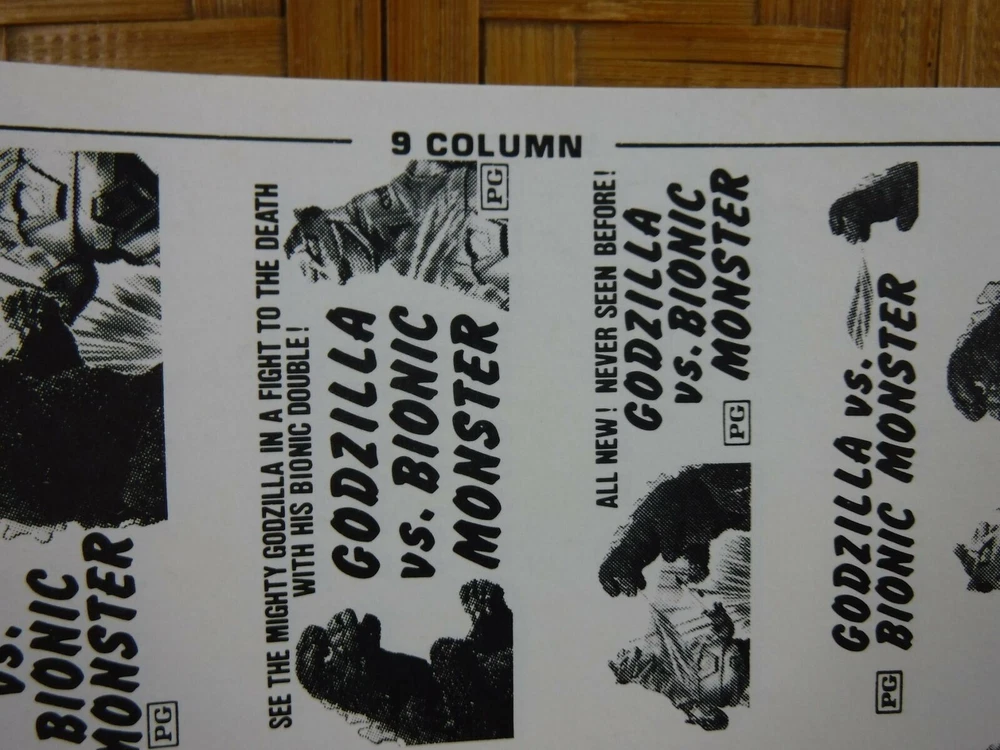 9 COLUMN
VS.
BIONIC
MONSTER
PG
SEE THE MIGHTY GODZILLA IN A FIGHT TO THE DEATH
WITH HIS BIONIC DOUBLE!
GODZILLA
VS. BIONIC
MONSTER
PG
ALL NEW! NEVER SEEN BEFORE!
GODZILLA
VS. BIONIC
MONSTER
PG
GODZILLA VS.
BIONIC MONSTER
PG